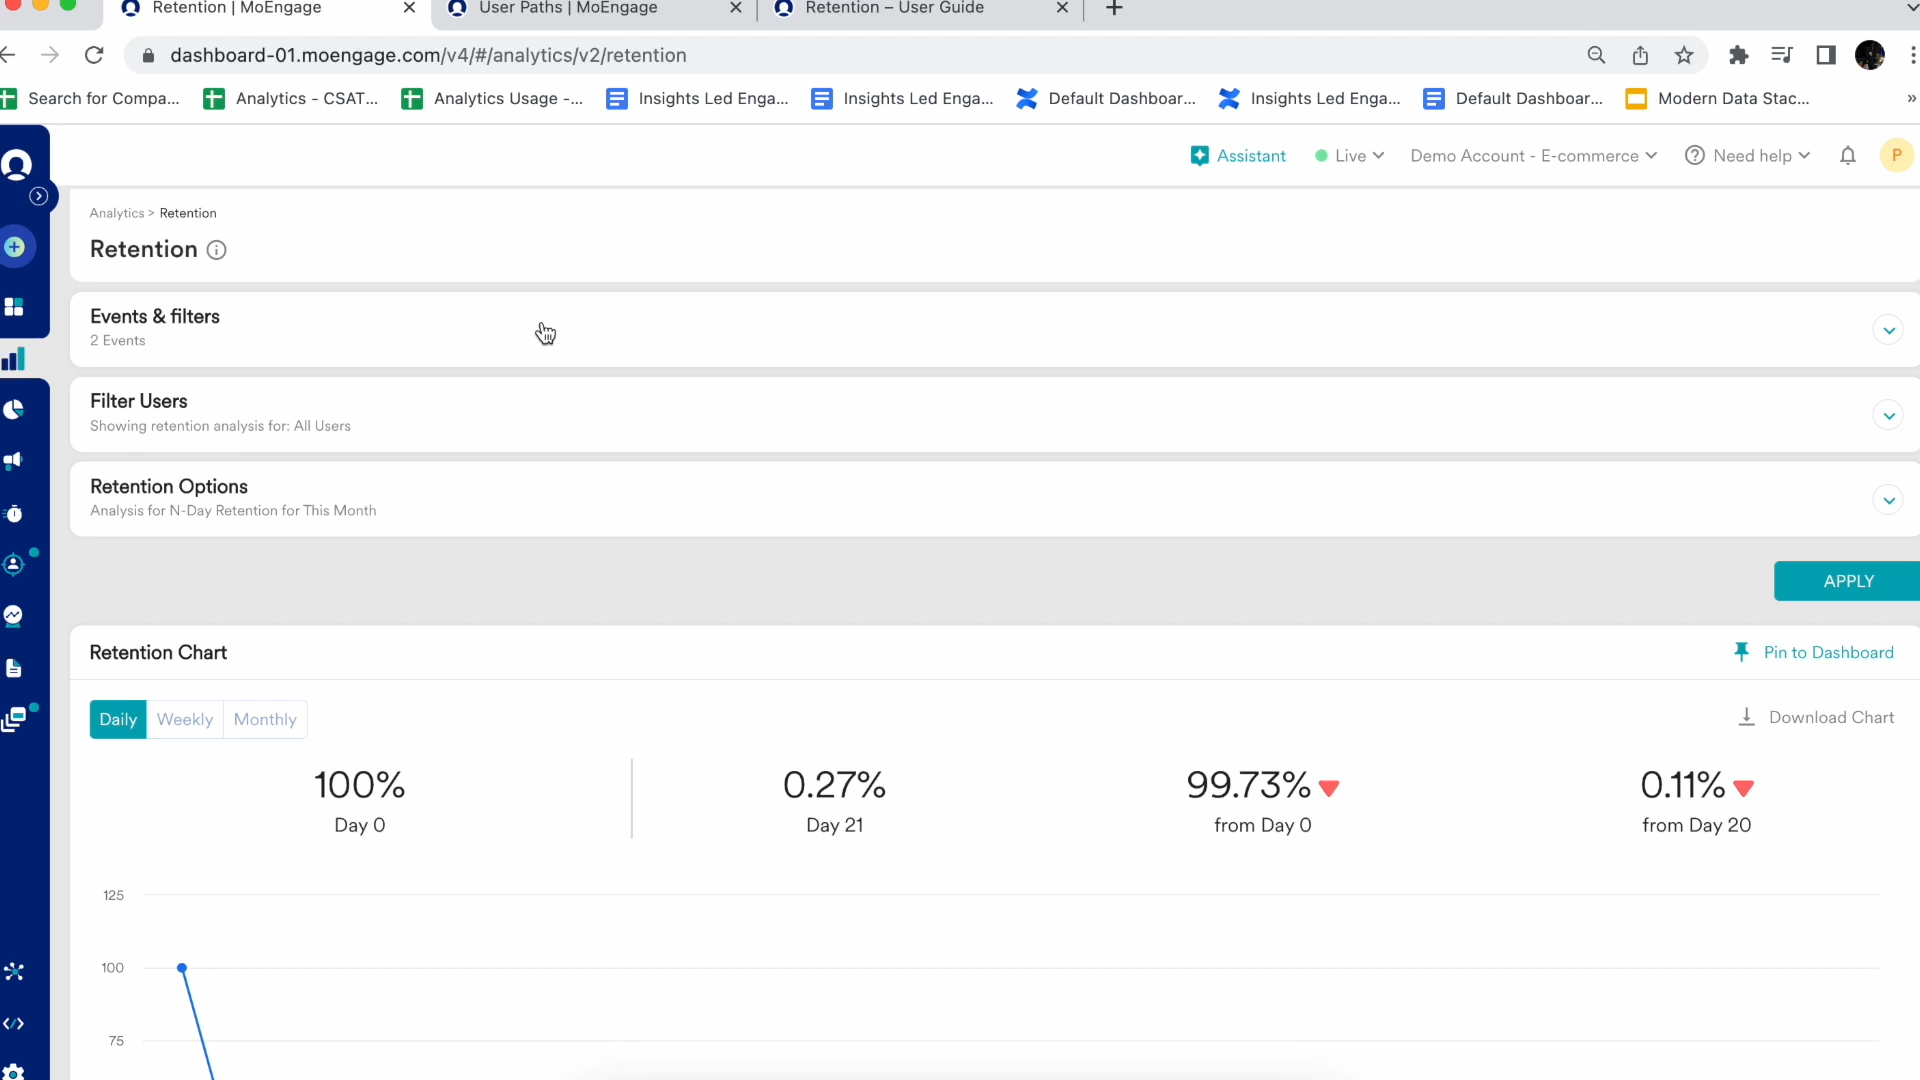 Retention | MoEngage
User Paths | MoEngage
Retention – User Guide
dashboard-01.moengage.com/v4/#/analytics/v2/retention
Search for Compa...
Analytics - CSAT...
Analytics Usage -...
Insights Led Enga...
Insights Led Enga...
Default Dashboar...
Insights Led Enga...
Default Dashboar...
Modern Data Stac...
»
Assistant
Live
Demo Account - E-commerce
Need help
P
Analytics > Retention
Retention
Events & filters
2 Events
Filter Users
Showing retention analysis for: All Users
Retention Options
Analysis for N-Day Retention for This Month
APPLY
Retention Chart
Pin to Dashboard
Daily
Weekly
Monthly
Download Chart
100%
0.27%
99.73%
0.11%
Day 0
Day 21
from Day 0
from Day 20
125
100
75